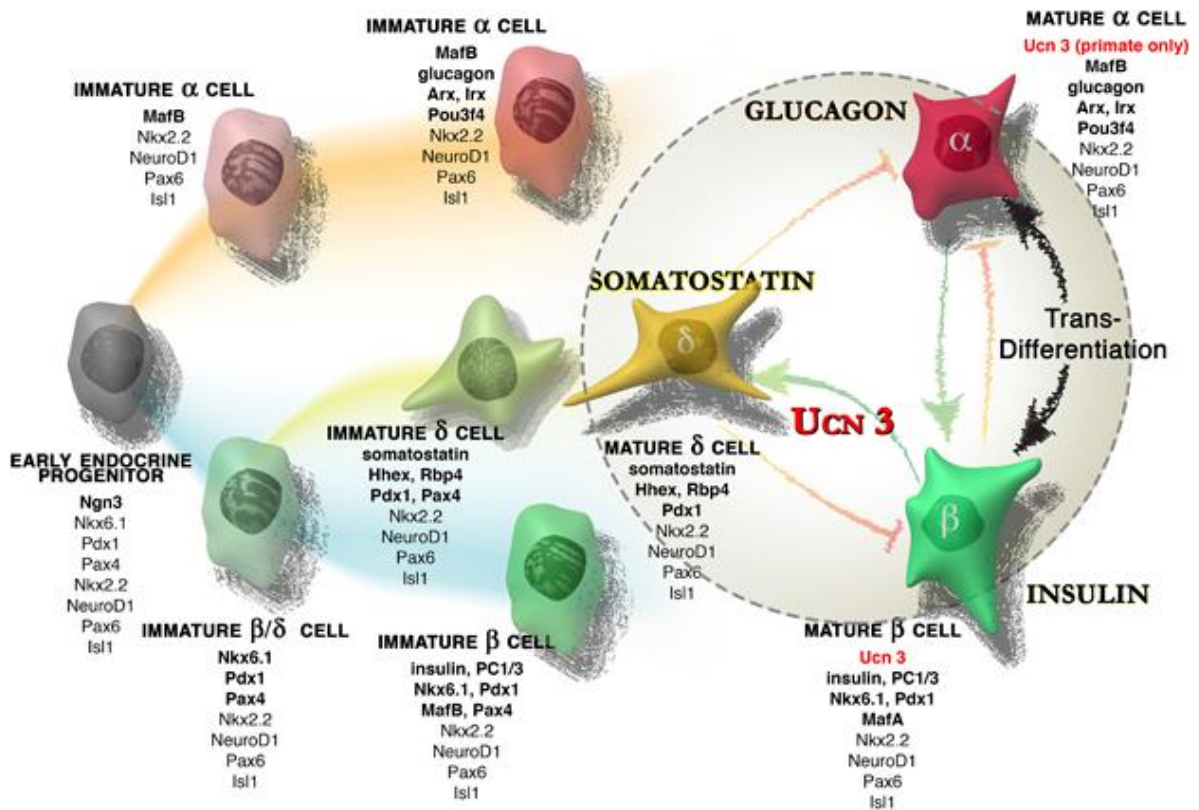 IMMATURE α CELL
MafB
Nkx2.2
NeuroD1
Pax6
Isl1
IMMATURE α CELL
MafB
glucagon
Arx, Irx
Pou3f4
Nkx2.2
NeuroD1
Pax6
Isl1
MATURE α CELL
Ucn 3 (primate only)
MafB
glucagon
Arx, Irx
Pou3f4
Nkx2.2
NeuroD1
Pax6
Isl1
GLUCAGON
α
SOMATOSTATIN
δ
Trans-
Differentiation
UCN 3
EARLY ENDOCRINE
PROGENITOR
Ngn3
Nkx6.1
Pdx1
Pax4
Nkx2.2
NeuroD1
Pax6
Isl1
IMMATURE β/δ CELL
Nkx6.1
Pdx1
Pax4
Nkx2.2
NeuroD1
Pax6
Isl1
IMMATURE δ CELL
somatostatin
Hhex, Rbp4
Pdx1, Pax4
Nkx2.2
NeuroD1
Pax6
Isl1
IMMATURE β CELL
insulin, PC1/3
Nkx6.1, Pdx1
MafB, Pax4
Nkx2.2
NeuroD1
Pax6
Isl1
MATURE δ CELL
somatostatin
Hhex, Rbp4
Pdx1
Nkx2.2
NeuroD1
Pax6
Isl1
β
INSULIN
MATURE β CELL
Ucn 3
insulin, PC1/3
Nkx6.1, Pdx1
MafA
Nkx2.2
NeuroD1
Pax6
Isl1